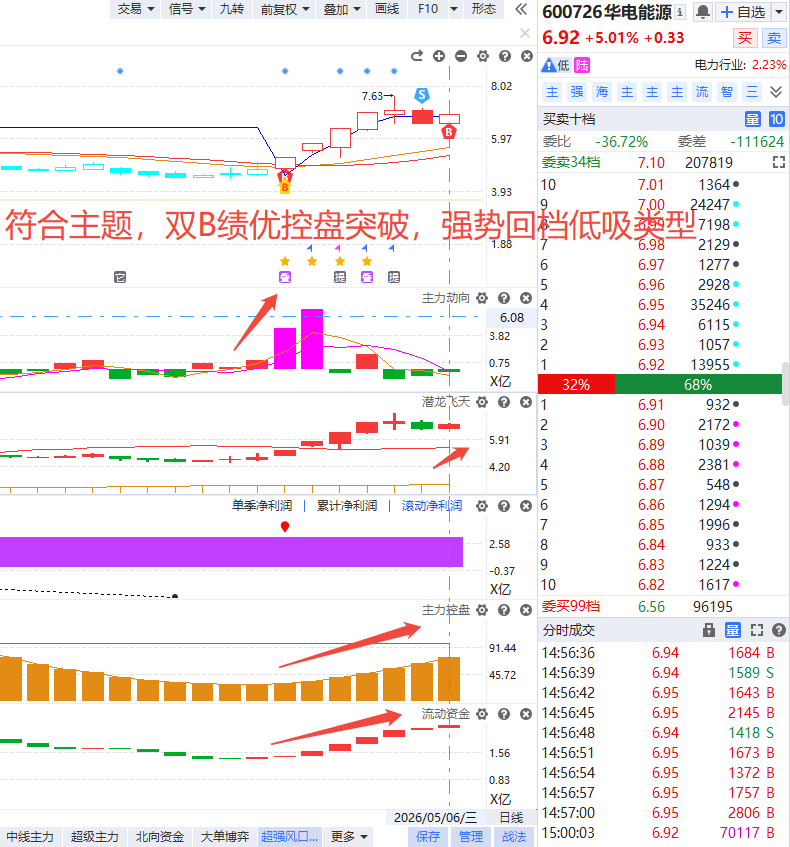 交易 信号 九转 前复权 叠加 画线 F10 形态
600726华电能源
自选
6.92 +5.01% +0.33 买 卖
低 陆 电力行业: 2.23%
主 强 海 主 主 主 流 智 三
买卖十档 量 10
委比 -36.72% 委差 -111624
委卖34档 7.10 207819
10 7.01 1364
9 7.00 24247
8 6.99 7198
7 6.98 2129
6 6.97 1277
5 6.96 2928
4 6.95 35246
3 6.94 6115
2 6.93 1057
1 6.92 13955
32% 68%
1 6.91 932
2 6.90 2172
3 6.89 1039
4 6.88 2381
5 6.87 548
6 6.86 1294
7 6.85 1996
8 6.84 933
9 6.83 1224
10 6.82 1617
委买99档 6.56 96195
分时成交 量
14:56:36 6.94 1684 B
14:56:39 6.94 1589 S
14:56:42 6.95 1643 B
14:56:45 6.95 2145 B
14:56:48 6.94 1418 S
14:56:51 6.95 1673 B
14:56:54 6.95 1372 B
14:56:57 6.95 1757 B
14:57:00 6.95 2806 B
15:00:03 6.92 70117 B
8.02
7.63
S
B
5.97
B
3.93
符合主题，双B绩优控盘突破，强势回档低吸类型
1.88
主力劫向
6.08
3.82
0.75
X亿
潜龙飞天
5.91
4.20
单季净利润 累计净利润 滚动净利润
2.58
-0.37
X亿
主力控盘
91.44
45.72
流动资金
1.56
0.83
X亿
2026/05/06/三 日线
中线主力 超级主力 北向资金 大单博弈 超强风口... 更多 保存 管理 战法